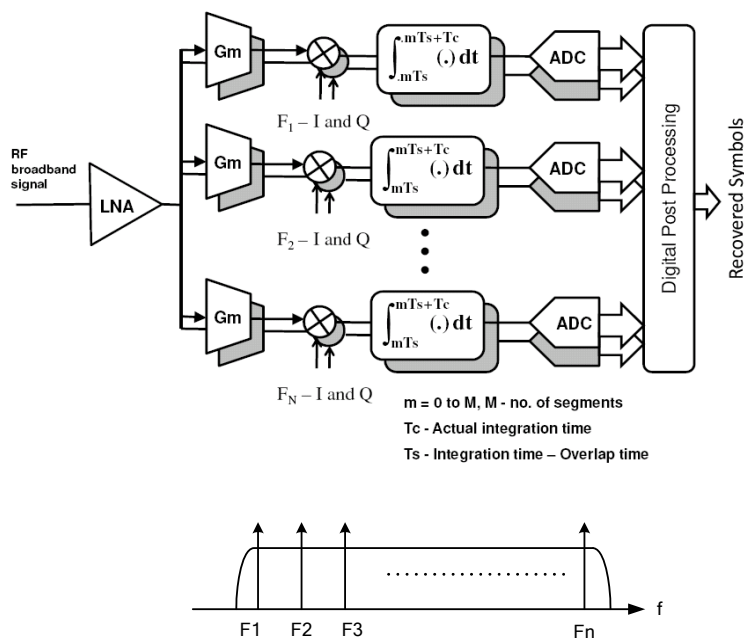 RF
broadband
signal
LNA
Gm
∫.mTs .mTs+Tc (.) dt
ADC
F1 – I and Q
Gm
∫mTs mTs+Tc (.) dt
ADC
F2 – I and Q
Gm
∫mTs mTs+Tc (.) dt
ADC
FN – I and Q
Digital Post Processing
Recovered Symbols
m = 0 to M, M - no. of segments
Tc - Actual integration time
Ts - Integration time – Overlap time
F1 F2 F3 Fn f